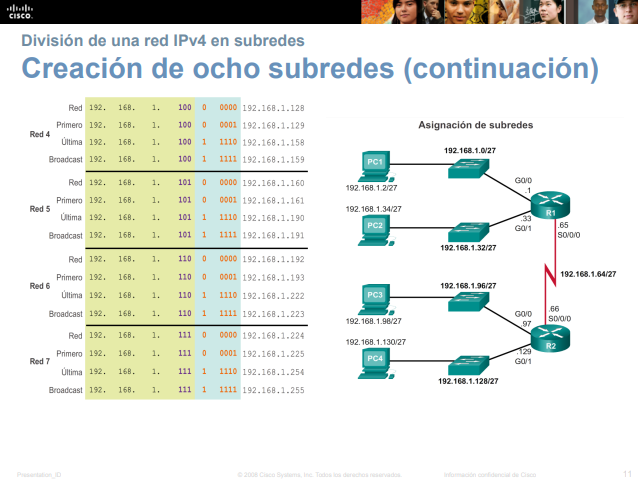 CISCO.
División de una red IPv4 en subredes
Creación de ocho subredes (continuación)
Red 192. 168. 1. 100 0 0000 192.168.1.128
Primero 192. 168. 1. 100 0 0001 192.168.1.129
Red 4
Última 192. 168. 1. 100 1 1110 192.168.1.158
Broadcast 192. 168. 1. 100 1 1111 192.168.1.159
Red 192. 168. 1. 101 0 0000 192.168.1.160
Primero 192. 168. 1. 101 0 0001 192.168.1.161
Red 5
Última 192. 168. 1. 101 1 1110 192.168.1.190
Broadcast 192. 168. 1. 101 1 1111 192.168.1.191
Red 192. 168. 1. 110 0 0000 192.168.1.192
Primero 192. 168. 1. 110 0 0001 192.168.1.193
Red 6
Última 192. 168. 1. 110 1 1110 192.168.1.222
Broadcast 192. 168. 1. 110 1 1111 192.168.1.223
Red 192. 168. 1. 111 0 0000 192.168.1.224
Primero 192. 168. 1. 111 0 0001 192.168.1.225
Red 7
Última 192. 168. 1. 111 1 1110 192.168.1.254
Broadcast 192. 168. 1. 111 1 1111 192.168.1.255
Asignación de subredes
192.168.1.0/27
PC1
192.168.1.2/27
G0/0
.1
R1
192.168.1.34/27
PC2
.33
G0/1
192.168.1.32/27
.65
S0/0/0
192.168.1.64/27
192.168.1.96/27
PC3
192.168.1.98/27
.66
S0/0/0
G0/0
.97
R2
192.168.1.130/27
PC4
.129
G0/1
192.168.1.128/27
Presentation_ID
© 2008 Cisco Systems, Inc. Todos los derechos reservados.
Información confidencial de Cisco
11